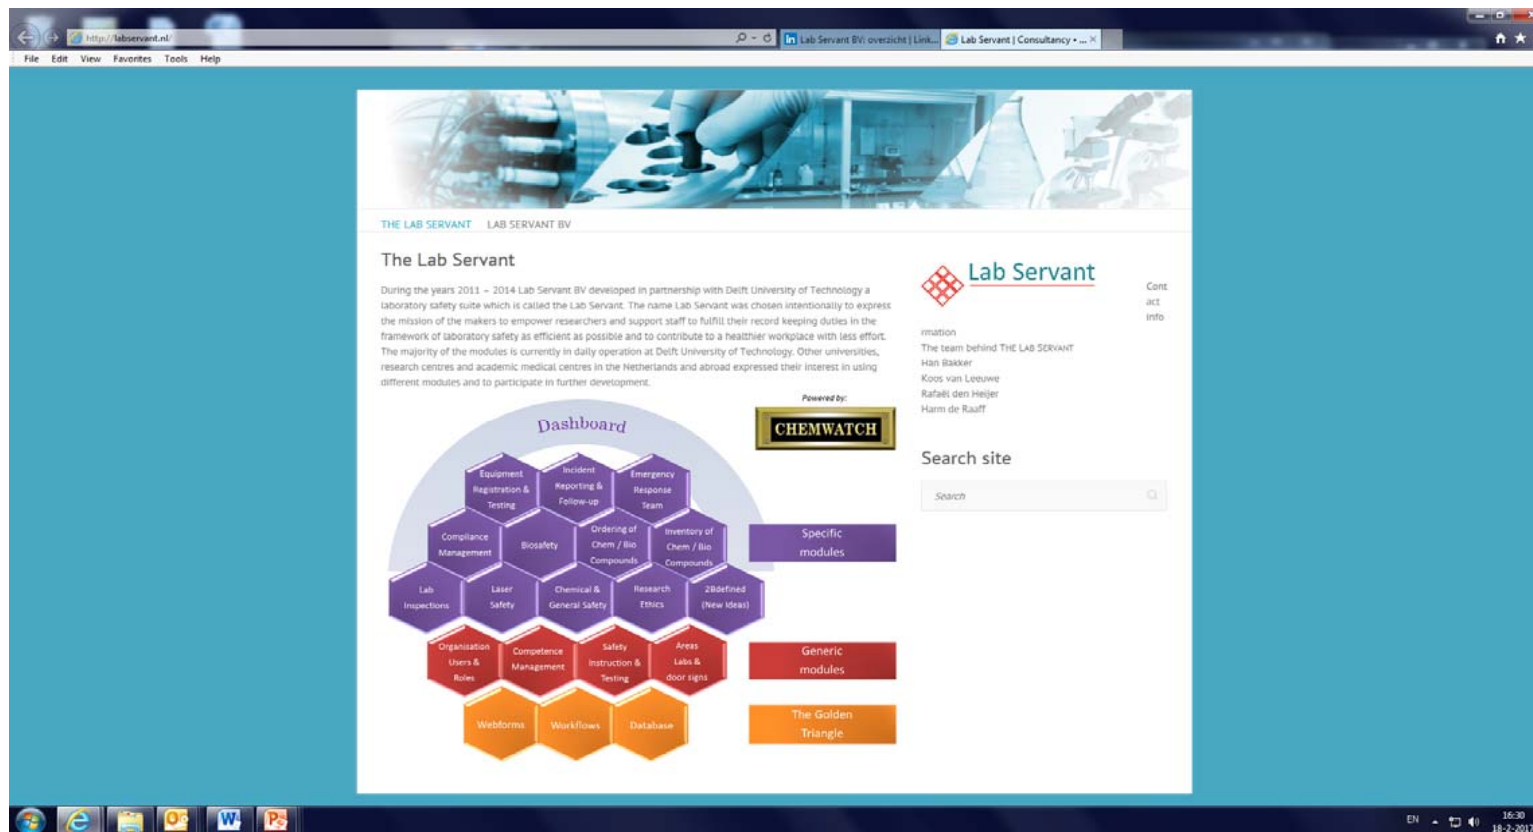 http://labservant.nl/
Lab Servant BV: overzicht | Link...
Lab Servant | Consultancy • ...
File Edit View Favorites Tools Help
THE LAB SERVANT LAB SERVANT BV
The Lab Servant
During the years 2011 – 2014 Lab Servant BV developed in partnership with Delft University of Technology a
laboratory safety suite which is called the Lab Servant. The name Lab Servant was chosen intentionally to express
the mission of the makers to empower researchers and support staff to fulfill their record keeping duties in the
framework of laboratory safety as efficient as possible and to contribute to a healthier workplace with less effort.
The majority of the modules is currently in daily operation at Delft University of Technology. Other universities,
research centres and academic medical centres in the Netherlands and abroad expressed their interest in using
different modules and to participate in further development.
Powered by:
CHEMWATCH
Dashboard
Equipment
Registration &
Testing
Incident
Reporting &
Follow-up
Emergency
Response
Team
Compliance
Management
Biosafety
Ordering of
Chem / Bio
Compounds
Inventory of
Chem / Bio
Compounds
Specific
modules
Lab
Inspections
Laser
Safety
Chemical &
General Safety
Research
Ethics
2Bdefined
(New Ideas)
Organisation
Users &
Roles
Competence
Management
Safety
Instruction &
Testing
Areas
Labs &
door signs
Generic
modules
Webforms
Workflows
Database
The Golden
Triangle
Lab Servant
Cont
act
info
rmation
The team behind THE LAB SERVANT
Han Bakker
Koos van Leeuwe
Rafaël den Heijer
Harm de Raaff
Search site
Search
EN
16:30
18-2-2017